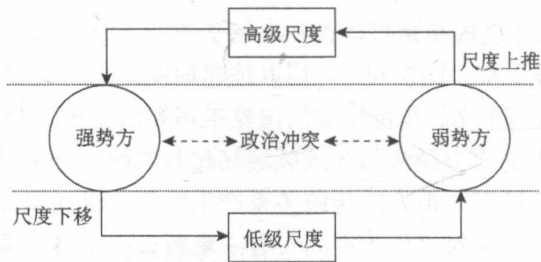 高级尺度
尺度上推
强势方
政治冲突
弱势方
尺度下移
低级尺度